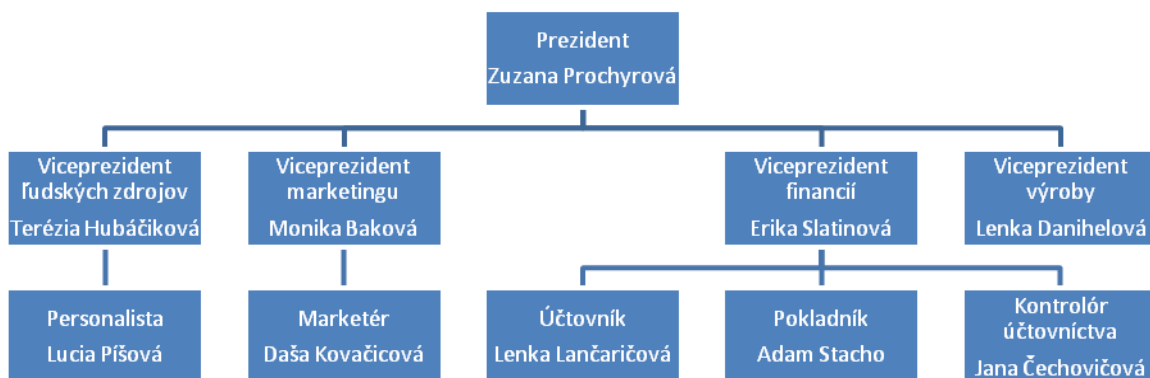 Prezident
Zuzana Prochyrová
Viceprezident
ľudských zdrojov
Terézia Hubáčiková
Viceprezident
marketingu
Monika Baková
Viceprezident
financií
Erika Slatinová
Viceprezident
výroby
Lenka Danihelová
Personalista
Lucia Píšová
Marketér
Daša Kovačicová
Účtovník
Lenka Lančaričová
Pokladník
Adam Stacho
Kontrolór
účtovníctva
Jana Čechovičová